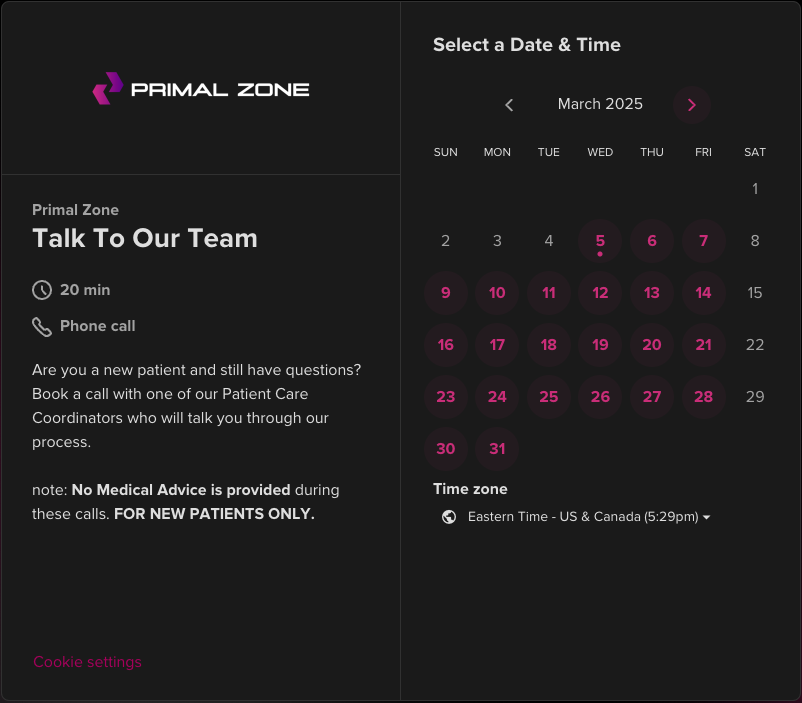 PRIMAL ZONE
Primal Zone
Talk To Our Team
20 min
Phone call
Are you a new patient and still have questions?
Book a call with one of our Patient Care
Coordinators who will talk you through our
process.
note: No Medical Advice is provided during
these calls. FOR NEW PATIENTS ONLY.
Cookie settings
Select a Date & Time
March 2025
SUN MON TUE WED THU FRI SAT
1
2 3 4 5 6 7 8
9 10 11 12 13 14 15
16 17 18 19 20 21 22
23 24 25 26 27 28 29
30 31
Time zone
Eastern Time - US & Canada (5:29pm)